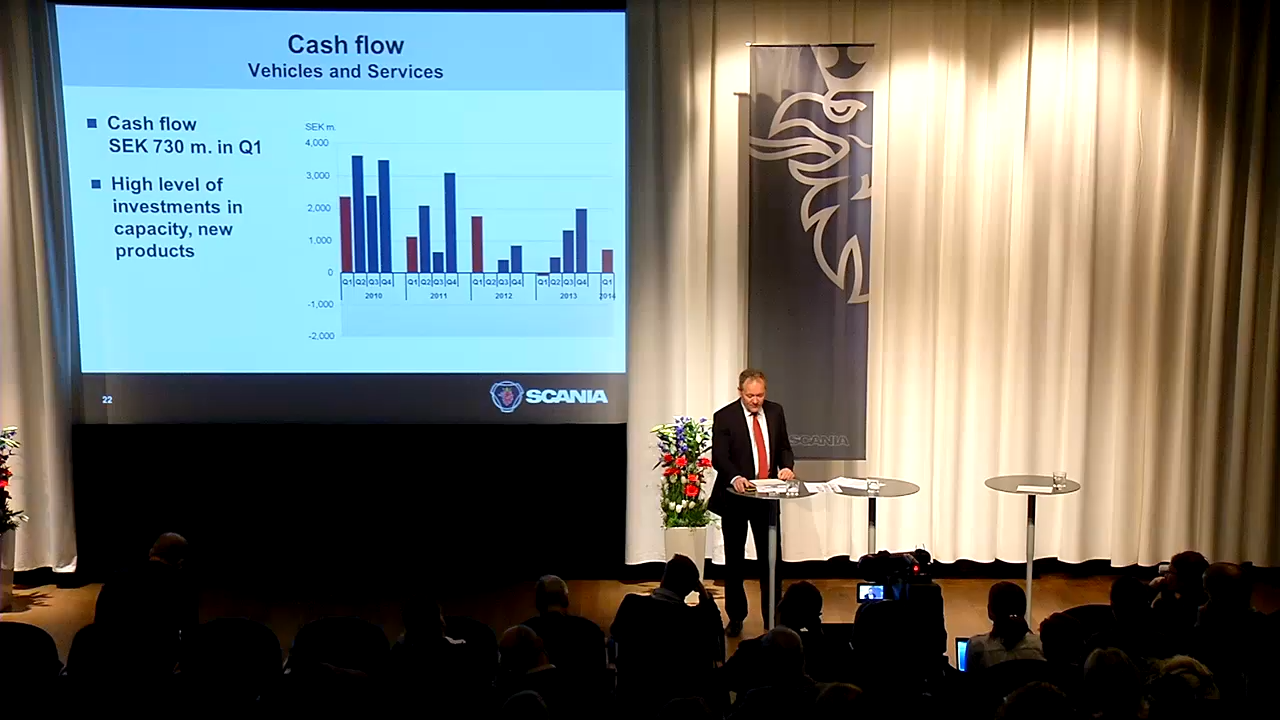 Cash flow
Vehicles and Services
Cash flow
SEK 730 m. in Q1
High level of
investments in
capacity, new
products
SEK m.
4,000
3,000
2,000
1,000
0
-1,000
-2,000
Q1 Q2 Q3 Q4 Q1 Q2 Q3 Q4 Q1 Q2 Q3 Q4 Q1 Q2 Q3 Q4 Q1
2010 2011 2012 2013 2014
22
SCANIA
SCANIA